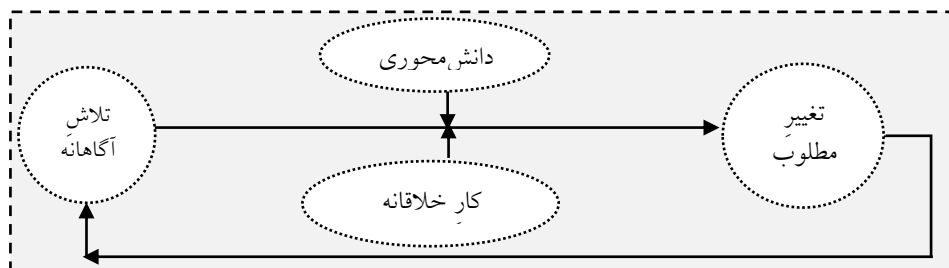 دانش‌محوری
تلاشِ
آگاهانه
تغییرِ
مطلوب
کارِ خلاقانه